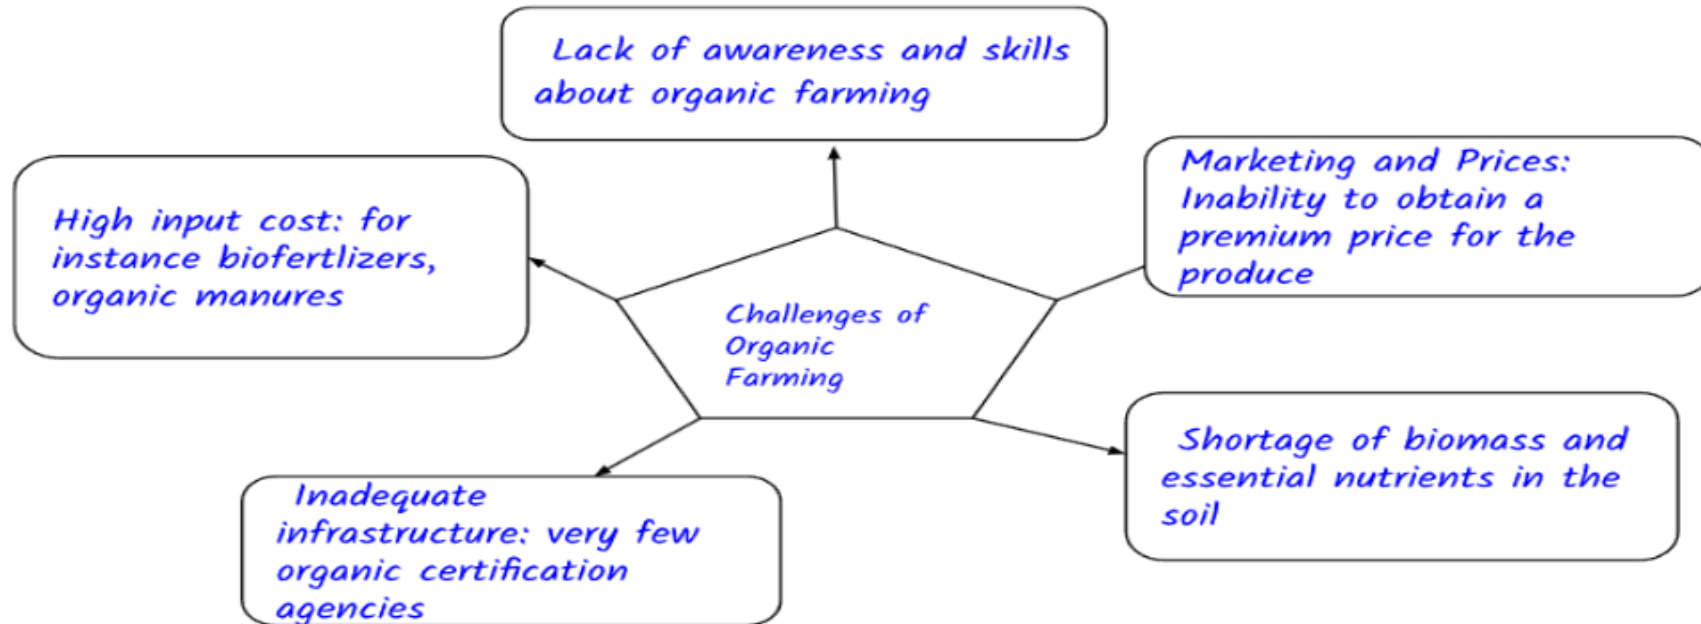 Lack of awareness and skills
about organic farming
Marketing and Prices:
Inability to obtain a
premium price for the
produce
High input cost: for
instance biofertlizers,
organic manures
Challenges of
Organic
Farming
Shortage of biomass and
essential nutrients in the
soil
Inadequate
infrastructure: very few
organic certification
agencies